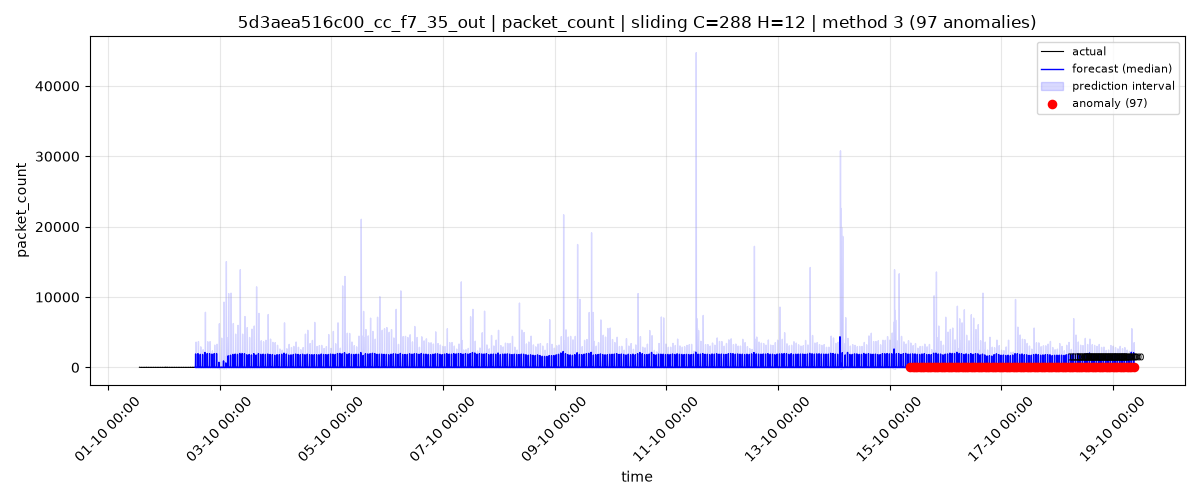 5d3aea516c00_cc_f7_35_out | packet_count | sliding C=288 H=12 | method 3 (97 anomalies)
actual
forecast (median)
prediction interval
anomaly (97)
packet_count
40000
30000
20000
10000
0
01-10 00:00
03-10 00:00
05-10 00:00
07-10 00:00
09-10 00:00
11-10 00:00
13-10 00:00
15-10 00:00
17-10 00:00
19-10 00:00
time